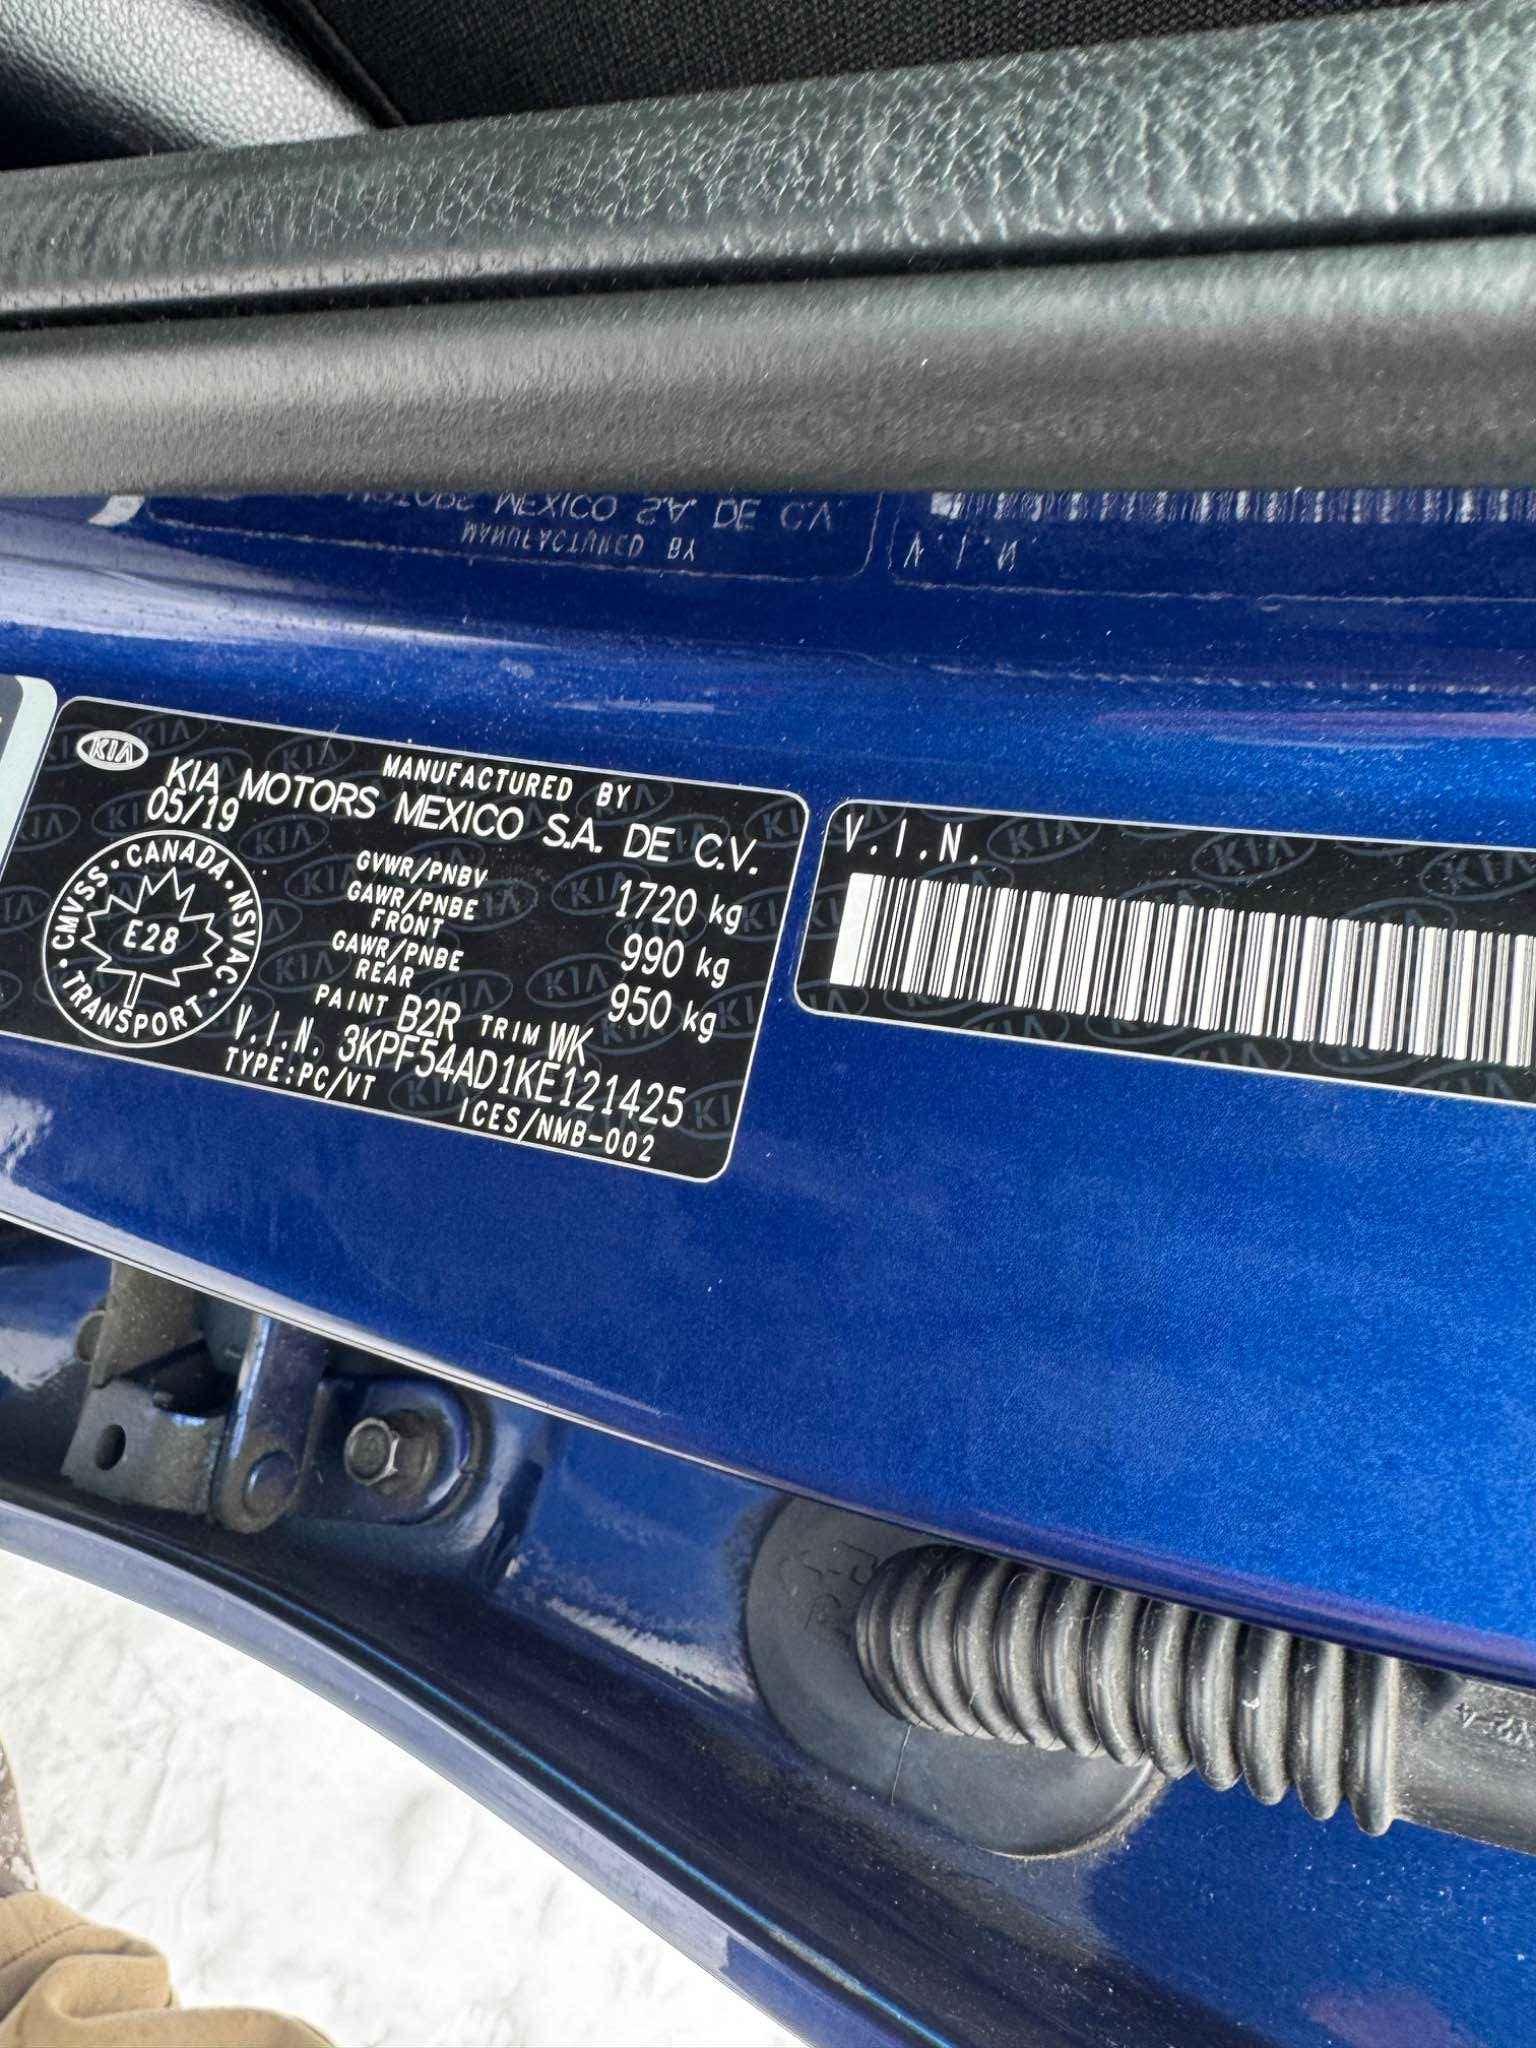 KIA
MANUFACTURED BY
KIA MOTORS MEXICO S.A. DE C.V.
05/19
GVWR/PNBV 1720 kg
GAWR/PNBE FRONT 990 kg
GAWR/PNBE REAR 950 kg
PAINT B2R TRIM WK
V.I.N. 3KPF54AD1KE121425
TYPE:PC/VT ICES/NMB-002
CANADA • NSVAC • TRANSPORT • CMVSS •
E28
V.I.N.